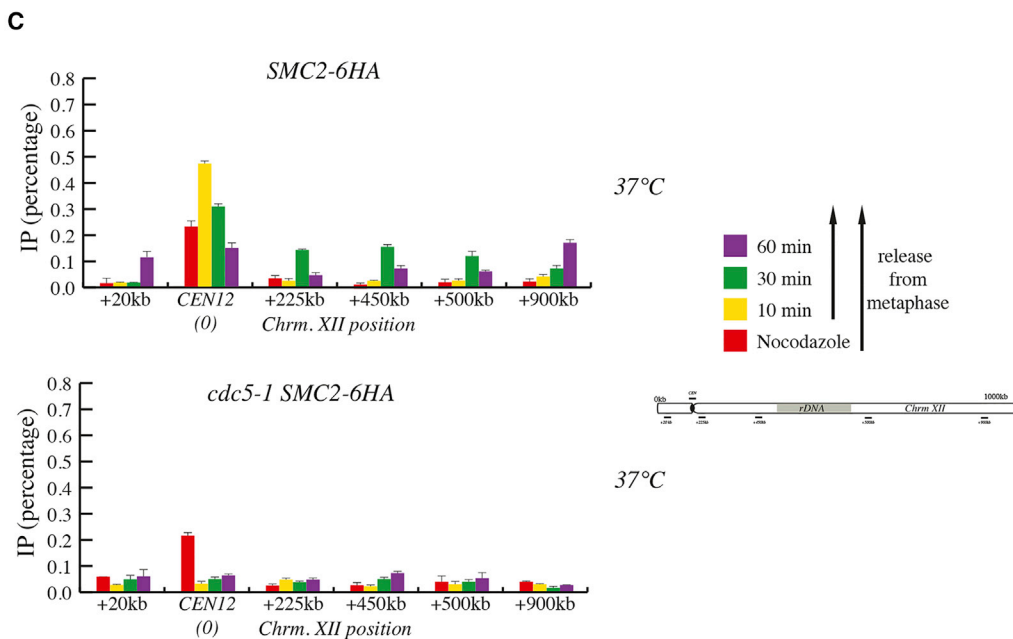 C
SMC2-6HA
0.8
0.7
0.6
0.5
0.4
0.3
0.2
0.1
0.0
IP (percentage)
+20kb CEN12 +225kb +450kb +500kb +900kb
(0) Chrm. XII position
37°C
60 min
30 min
10 min
Nocodazole
release
from
metaphase
cdc5-1 SMC2-6HA
0.8
0.7
0.6
0.5
0.4
0.3
0.2
0.1
0.0
IP (percentage)
+20kb CEN12 +225kb +450kb +500kb +900kb
(0) Chrm. XII position
0kb 1000kb
rDNA Chrm XII
37°C